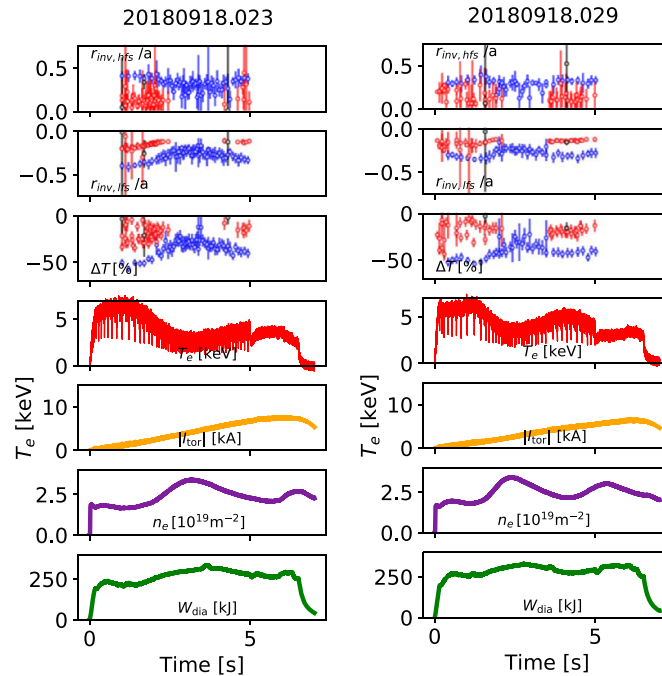 20180918.023
r_inv,hfs /a
0.5
0.0
0.0
−0.5
r_inv,lfs /a
0
−50
ΔT [%]
5
0
T_e [keV]
T_e [keV]
10
0
|I_tor| [kA]
2.5
0.0
n_e [10^19 m−2]
250
0
W_dia [kJ]
0
5
Time [s]
20180918.029
r_inv,hfs /a
0.5
0.0
0.0
−0.5
r_inv,lfs /a
0
−50
ΔT [%]
5
0
T_e [keV]
T_e [keV]
10
0
|I_tor| [kA]
2.5
0.0
n_e [10^19 m−2]
250
0
W_dia [kJ]
0
5
Time [s]